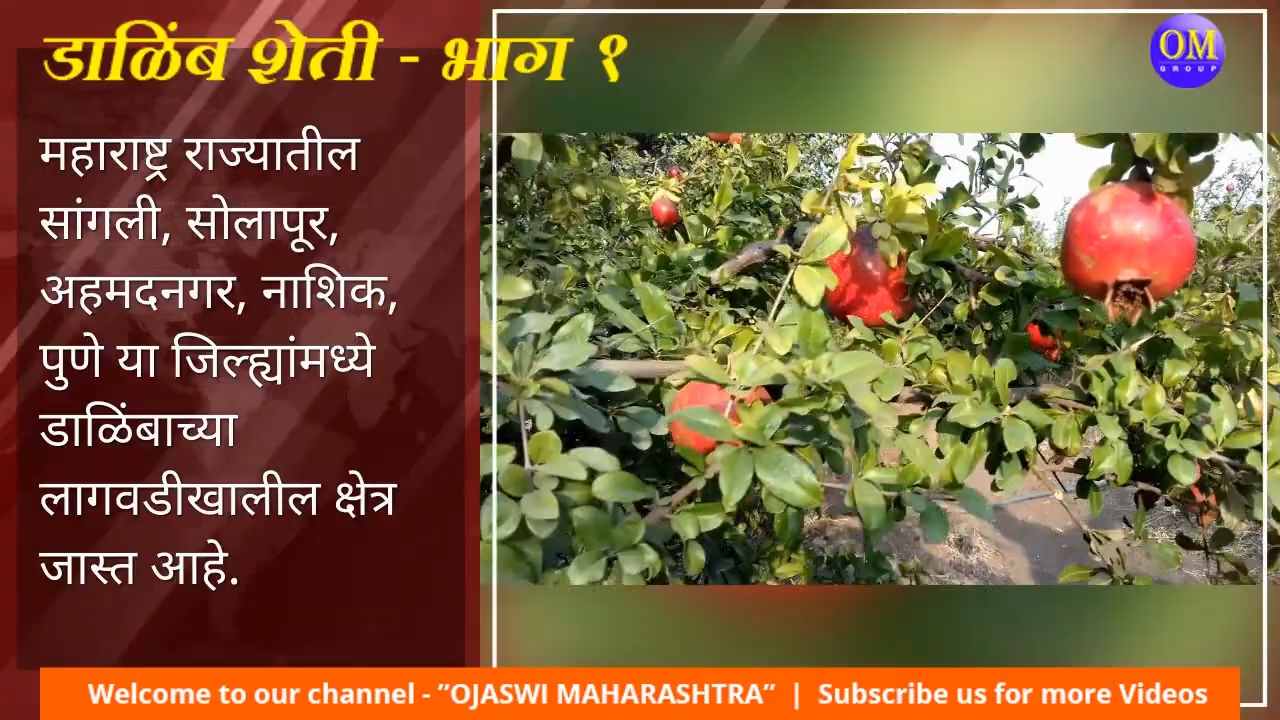 डाळिंब शेती - भाग १
OM
GROUP
महाराष्ट्र राज्यातील
सांगली, सोलापूर,
अहमदनगर, नाशिक,
पुणे या जिल्ह्यांमध्ये
डाळिंबाच्या
लागवडीखालील क्षेत्र
जास्त आहे.
Welcome to our channel - ”OJASWI MAHARASHTRA” | Subscribe us for more Videos